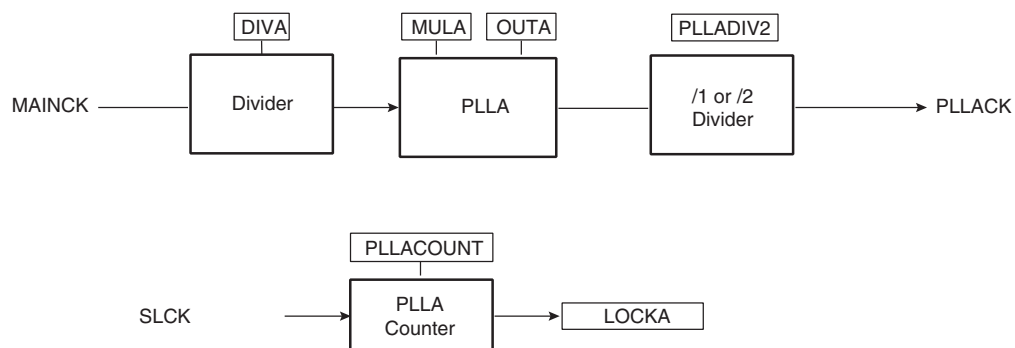 DIVA
MULA
OUTA
PLLADIV2
MAINCK
Divider
PLLA
/1 or /2
Divider
PLLACK
PLLACOUNT
SLCK
PLLA
Counter
LOCKA